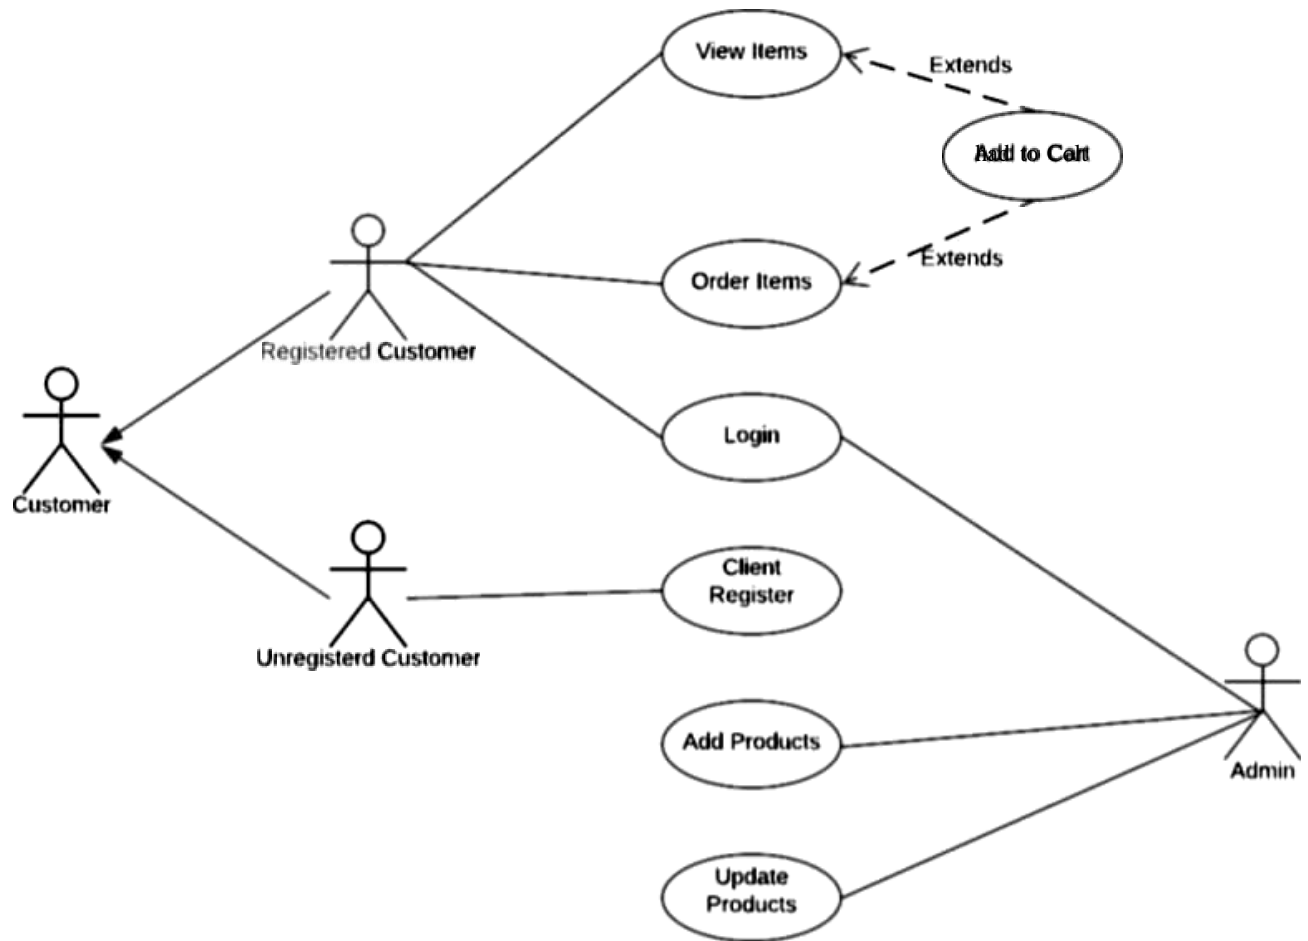 View Items
Extends
Add to Cart
Extends
Order Items
Registered Customer
Login
Customer
Client
Register
Unregisterd Customer
Add Products
Admin
Update
Products